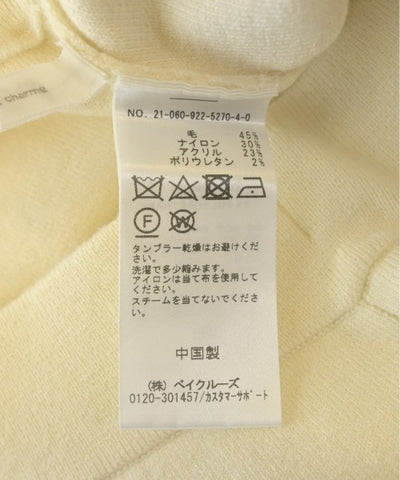 charme
NO. 21-060-922-5270-4-0
毛 45%
ナイロン 30%
アクリル 23%
ポリウレタン 2%
F
W
タンブラー乾燥はお避けくだ
さい。
洗濯で多少縮みます。
アイロンは当て布を使用して
ください。
スチームを当てないでくださ
い。
中国製
(株) ベイクルーズ
0120-301457/カスタマーサポート